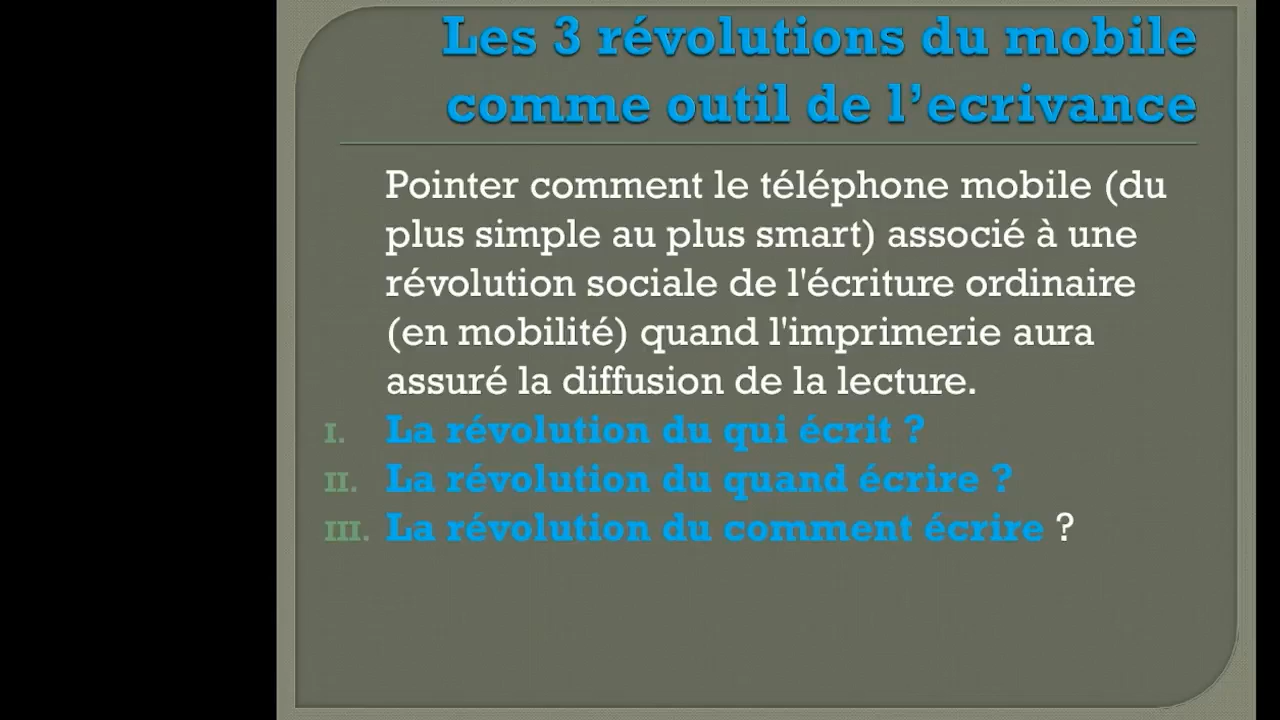 Les 3 révolutions du mobile
comme outil de l’ecrivance
Pointer comment le téléphone mobile (du
plus simple au plus smart) associé à une
révolution sociale de l'écriture ordinaire
(en mobilité) quand l'imprimerie aura
assuré la diffusion de la lecture.
I. La révolution du qui écrit ?
II. La révolution du quand écrire ?
III. La révolution du comment écrire ?